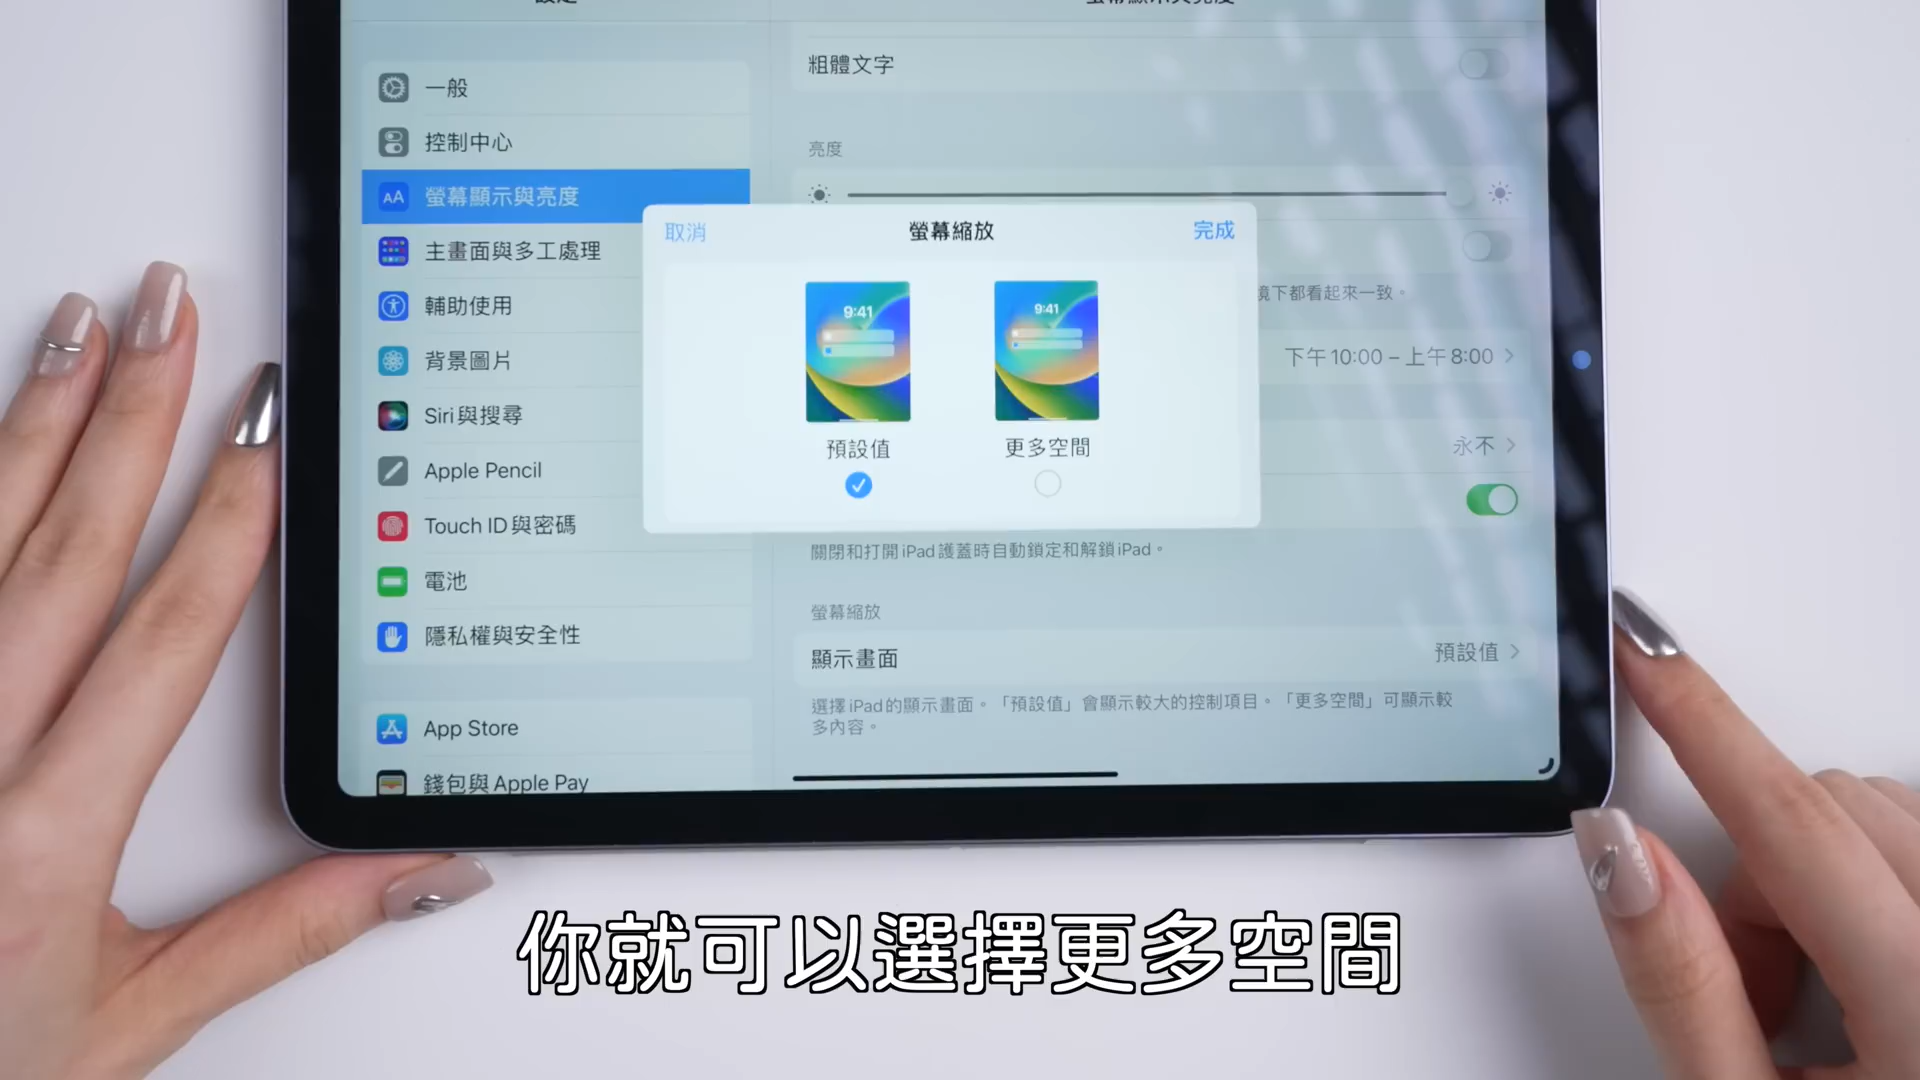 粗體文字
一般
控制中心
亮度
螢幕顯示與亮度
取消
螢幕縮放
完成
主畫面與多工處理
境下都看起來一致。
輔助使用
9:41
9:41
下午10:00 – 上午8:00
背景圖片
Siri與搜尋
預設值
更多空間
永不
Apple Pencil
Touch ID與密碼
關閉和打開iPad護蓋時自動鎖定和解鎖iPad。
電池
螢幕縮放
隱私權與安全性
顯示畫面
預設值
選擇iPad的顯示畫面。「預設值」會顯示較大的控制項目。「更多空間」可顯示較
多內容。
App Store
錢包與Apple Pay
你就可以選擇更多空間